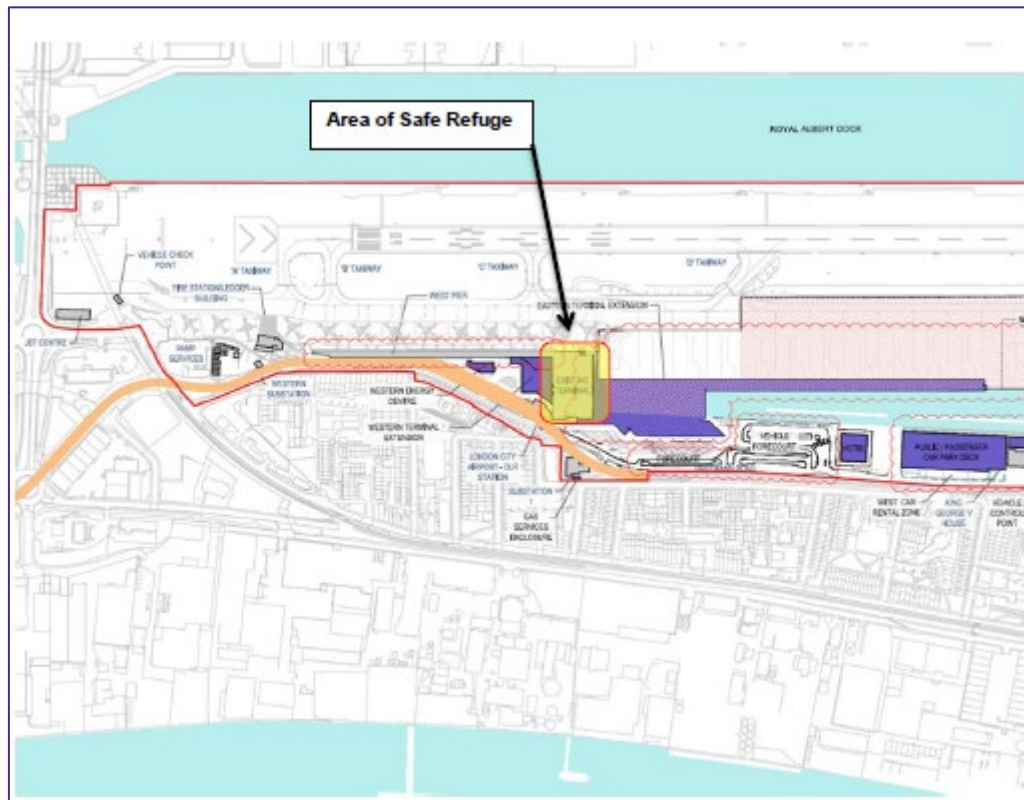 Area of Safe Refuge
ROYAL ALBERT DOCK
VEHICLE CHECK
POINT
'A' TAXIWAY
'B' TAXIWAY
'C' TAXIWAY
'D' TAXIWAY
FIRE STATION/LEDGER
BUILDING
WEST PIER
EASTERN TERMINAL EXTENSION
JET CENTRE
RAMP
SERVICES
WESTERN
SUBSTATION
EXISTING
TERMINAL
WESTERN ENERGY
CENTRE
WESTERN TERMINAL
EXTENSION
LONDON CITY
AIRPORT - DLR
STATION
FORECOURT
VEHICLE
FORECOURT
HOTEL
PUBLIC / PASSENGER
CAR PARK DECK
SUBSTATION
1
GAS
SERVICES
ENCLOSURE
WEST CAR
RENTAL ZONE
KING
GEORGE V
HOUSE
VEHICLE
CONTROL
POINT